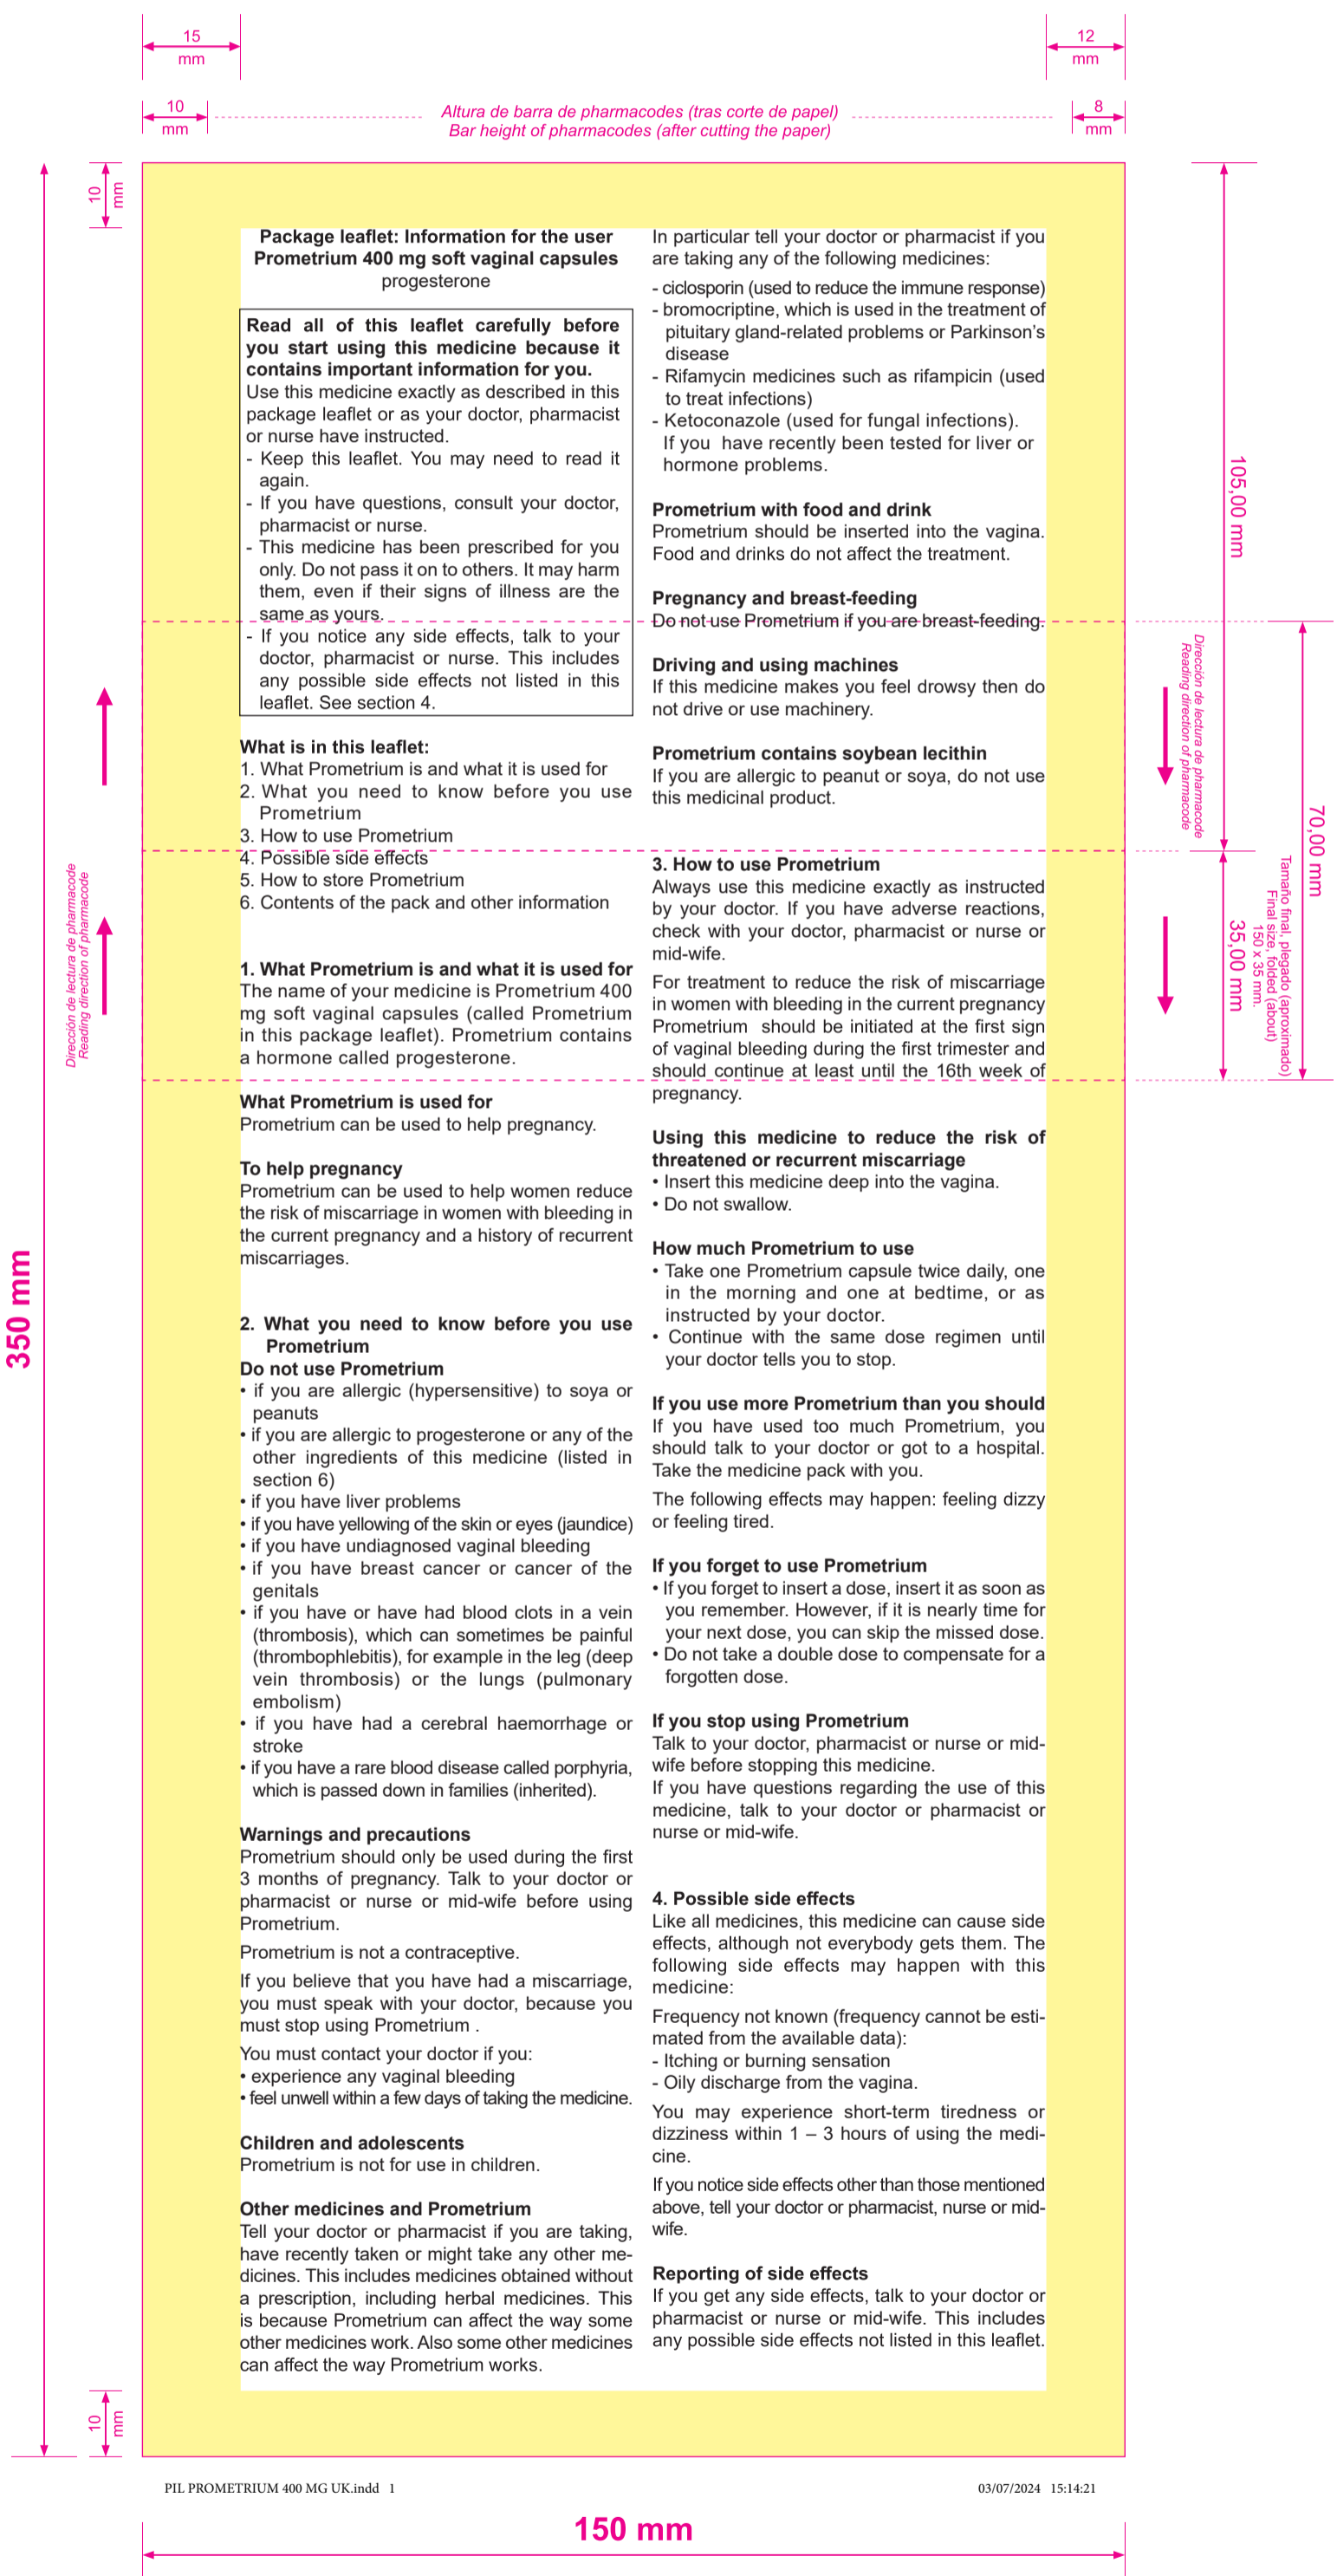 15
mm
12
mm
10
mm
Altura de barra de pharmacodes (tras corte de papel)
Bar height of pharmacodes (after cutting the paper)
8
mm
10
mm
Package leaflet: Information for the user
Prometrium 400 mg soft vaginal capsules
progesterone
Read all of this leaflet carefully before
you start using this medicine because it
contains important information for you.
Use this medicine exactly as described in this
package leaflet or as your doctor, pharmacist
or nurse have instructed.
- Keep this leaflet. You may need to read it
again.
- If you have questions, consult your doctor,
pharmacist or nurse.
- This medicine has been prescribed for you
only. Do not pass it on to others. It may harm
them, even if their signs of illness are the
same as yours.
- If you notice any side effects, talk to your
doctor, pharmacist or nurse. This includes
any possible side effects not listed in this
leaflet. See section 4.
What is in this leaflet:
1. What Prometrium is and what it is used for
2. What you need to know before you use
Prometrium
3. How to use Prometrium
4. Possible side effects
5. How to store Prometrium
6. Contents of the pack and other information
1. What Prometrium is and what it is used for
The name of your medicine is Prometrium 400
mg soft vaginal capsules (called Prometrium
in this package leaflet). Prometrium contains
a hormone called progesterone.
What Prometrium is used for
Prometrium can be used to help pregnancy.
To help pregnancy
Prometrium can be used to help women reduce
the risk of miscarriage in women with bleeding in
the current pregnancy and a history of recurrent
miscarriages.
2. What you need to know before you use
Prometrium
Do not use Prometrium
• if you are allergic (hypersensitive) to soya or
peanuts
• if you are allergic to progesterone or any of the
other ingredients of this medicine (listed in
section 6)
• if you have liver problems
• if you have yellowing of the skin or eyes (jaundice)
• if you have undiagnosed vaginal bleeding
• if you have breast cancer or cancer of the
genitals
• if you have or have had blood clots in a vein
(thrombosis), which can sometimes be painful
(thrombophlebitis), for example in the leg (deep
vein thrombosis) or the lungs (pulmonary
embolism)
• if you have had a cerebral haemorrhage or
stroke
• if you have a rare blood disease called porphyria,
which is passed down in families (inherited).
Warnings and precautions
Prometrium should only be used during the first
3 months of pregnancy. Talk to your doctor or
pharmacist or nurse or mid-wife before using
Prometrium.
Prometrium is not a contraceptive.
If you believe that you have had a miscarriage,
you must speak with your doctor, because you
must stop using Prometrium .
You must contact your doctor if you:
• experience any vaginal bleeding
• feel unwell within a few days of taking the medicine.
Children and adolescents
Prometrium is not for use in children.
Other medicines and Prometrium
Tell your doctor or pharmacist if you are taking,
have recently taken or might take any other me-
dicines. This includes medicines obtained without
a prescription, including herbal medicines. This
is because Prometrium can affect the way some
other medicines work. Also some other medicines
can affect the way Prometrium works.
In particular tell your doctor or pharmacist if you
are taking any of the following medicines:
- ciclosporin (used to reduce the immune response)
- bromocriptine, which is used in the treatment of
pituitary gland-related problems or Parkinson's
disease
- Rifamycin medicines such as rifampicin (used
to treat infections)
- Ketoconazole (used for fungal infections).
If you have recently been tested for liver or
hormone problems.
Prometrium with food and drink
Prometrium should be inserted into the vagina.
Food and drinks do not affect the treatment.
Pregnancy and breast-feeding
Do not use Prometrium if you are breast-feeding.
Driving and using machines
If this medicine makes you feel drowsy then do
not drive or use machinery.
Prometrium contains soybean lecithin
If you are allergic to peanut or soya, do not use
this medicinal product.
3. How to use Prometrium
Always use this medicine exactly as instructed
by your doctor. If you have adverse reactions,
check with your doctor, pharmacist or nurse or
mid-wife.
For treatment to reduce the risk of miscarriage
in women with bleeding in the current pregnancy
Prometrium should be initiated at the first sign
of vaginal bleeding during the first trimester and
should continue at least until the 16th week of
pregnancy.
Using this medicine to reduce the risk of
threatened or recurrent miscarriage
• Insert this medicine deep into the vagina.
• Do not swallow.
How much Prometrium to use
• Take one Prometrium capsule twice daily, one
in the morning and one at bedtime, or as
instructed by your doctor.
• Continue with the same dose regimen until
your doctor tells you to stop.
If you use more Prometrium than you should
If you have used too much Prometrium, you
should talk to your doctor or got to a hospital.
Take the medicine pack with you.
The following effects may happen: feeling dizzy
or feeling tired.
If you forget to use Prometrium
• If you forget to insert a dose, insert it as soon as
you remember. However, if it is nearly time for
your next dose, you can skip the missed dose.
• Do not take a double dose to compensate for a
forgotten dose.
If you stop using Prometrium
Talk to your doctor, pharmacist or nurse or mid-
wife before stopping this medicine.
If you have questions regarding the use of this
medicine, talk to your doctor or pharmacist or
nurse or mid-wife.
4. Possible side effects
Like all medicines, this medicine can cause side
effects, although not everybody gets them. The
following side effects may happen with this
medicine:
Frequency not known (frequency cannot be esti-
mated from the available data):
- Itching or burning sensation
- Oily discharge from the vagina.
You may experience short-term tiredness or
dizziness within 1 – 3 hours of using the medi-
cine.
If you notice side effects other than those mentioned
above, tell your doctor or pharmacist, nurse or mid-
wife.
Reporting of side effects
If you get any side effects, talk to your doctor or
pharmacist or nurse or mid-wife. This includes
any possible side effects not listed in this leaflet.
105,00 mm
Dirección de lectura de pharmacode
Reading direction of pharmacode
70,00 mm
35,00 mm
Tamaño final, plegado (aproximado)
Final size, folded (about)
150 x 35 mm.
Dirección de lectura de pharmacode
Reading direction of pharmacode
350 mm
10
mm
PIL PROMETRIUM 400 MG UK.indd 1
03/07/2024 15:14:21
150 mm